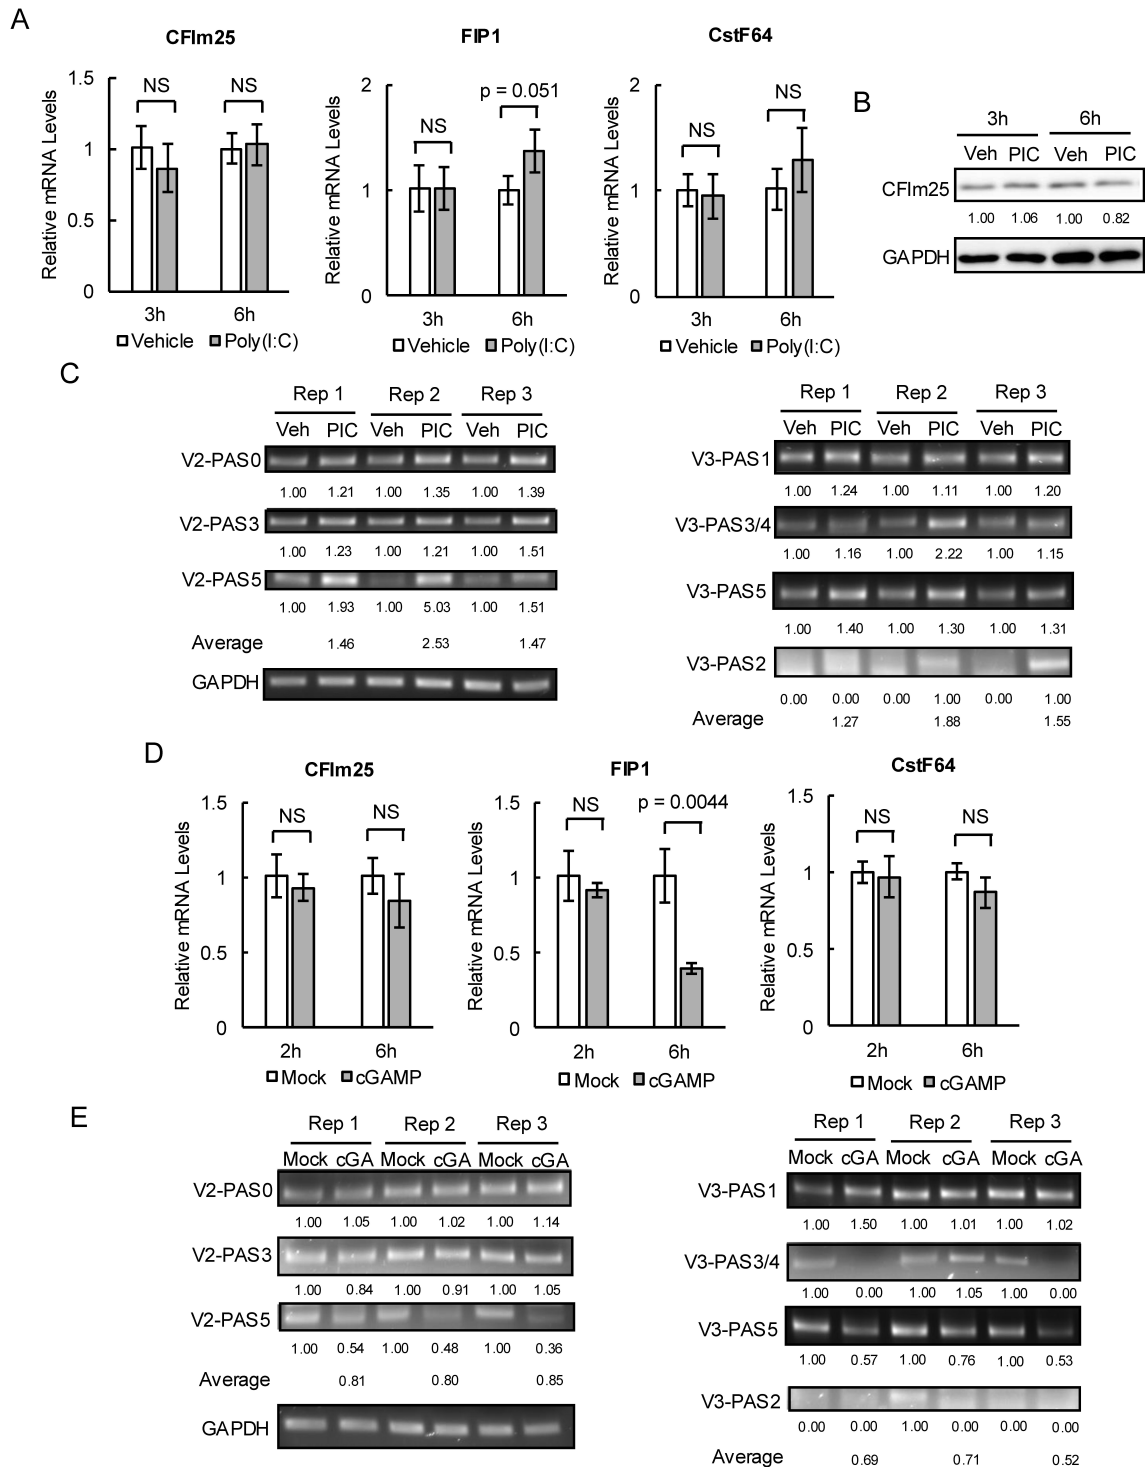 A
CFIm25
FIP1
CstF64
Relative mRNA Levels
1.5
1
0.5
0
NS
NS
3h
6h
Vehicle
Poly(I:C)
Relative mRNA Levels
2
1
0
NS
p = 0.051
3h
6h
Vehicle
Poly(I:C)
Relative mRNA Levels
2
1
0
NS
NS
3h
6h
Vehicle
Poly(I:C)
B
3h 6h
Veh PIC Veh PIC
CFIm25
1.00 1.06 1.00 0.82
GAPDH
C
Rep 1 Rep 2 Rep 3
Veh PIC Veh PIC Veh PIC
V2-PAS0
1.00 1.21 1.00 1.35 1.00 1.39
V2-PAS3
1.00 1.23 1.00 1.21 1.00 1.51
V2-PAS5
1.00 1.93 1.00 5.03 1.00 1.51
Average 1.46 2.53 1.47
GAPDH
Rep 1 Rep 2 Rep 3
Veh PIC Veh PIC Veh PIC
V3-PAS1
1.00 1.24 1.00 1.11 1.00 1.20
V3-PAS3/4
1.00 1.16 1.00 2.22 1.00 1.15
V3-PAS5
1.00 1.40 1.00 1.30 1.00 1.31
V3-PAS2
0.00 0.00 0.00 1.00 0.00 1.00
Average 1.27 1.88 1.55
D
CFIm25
FIP1
CstF64
Relative mRNA Levels
1.5
1
0.5
0
NS
NS
2h
6h
Mock
cGAMP
Relative mRNA Levels
1.5
1
0.5
0
NS
p = 0.0044
2h
6h
Mock
cGAMP
Relative mRNA Levels
1.5
1
0.5
0
NS
NS
2h
6h
Mock
cGAMP
E
Rep 1 Rep 2 Rep 3
Mock cGA Mock cGA Mock cGA
V2-PAS0
1.00 1.05 1.00 1.02 1.00 1.14
V2-PAS3
1.00 0.84 1.00 0.91 1.00 1.05
V2-PAS5
1.00 0.54 1.00 0.48 1.00 0.36
Average 0.81 0.80 0.85
GAPDH
Rep 1 Rep 2 Rep 3
Mock cGA Mock cGA Mock cGA
V3-PAS1
1.00 1.50 1.00 1.01 1.00 1.02
V3-PAS3/4
1.00 0.00 1.00 1.05 1.00 0.00
V3-PAS5
1.00 0.57 1.00 0.76 1.00 0.53
V3-PAS2
0.00 0.00 1.00 0.00 0.00 0.00
Average 0.69 0.71 0.52